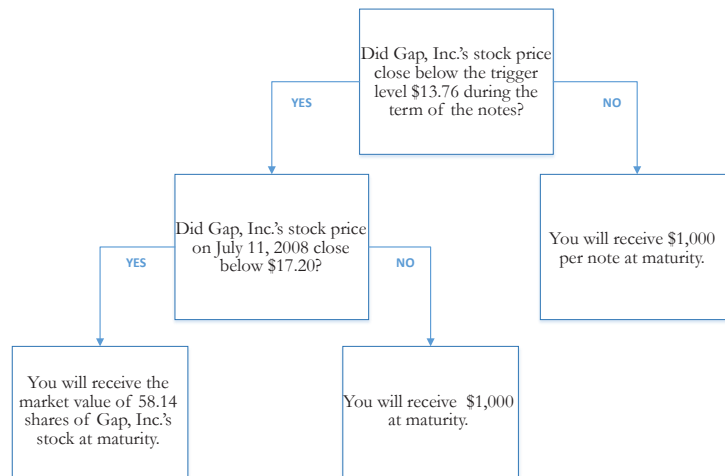 Did Gap, Inc.'s stock price
close below the trigger
level $13.76 during the
term of the notes?
YES
NO
Did Gap, Inc.'s stock price
on July 11, 2008 close
below $17.20?
You will receive $1,000
per note at maturity.
YES
NO
You will receive the
market value of 58.14
shares of Gap, Inc.'s
stock at maturity.
You will receive $1,000
at maturity.